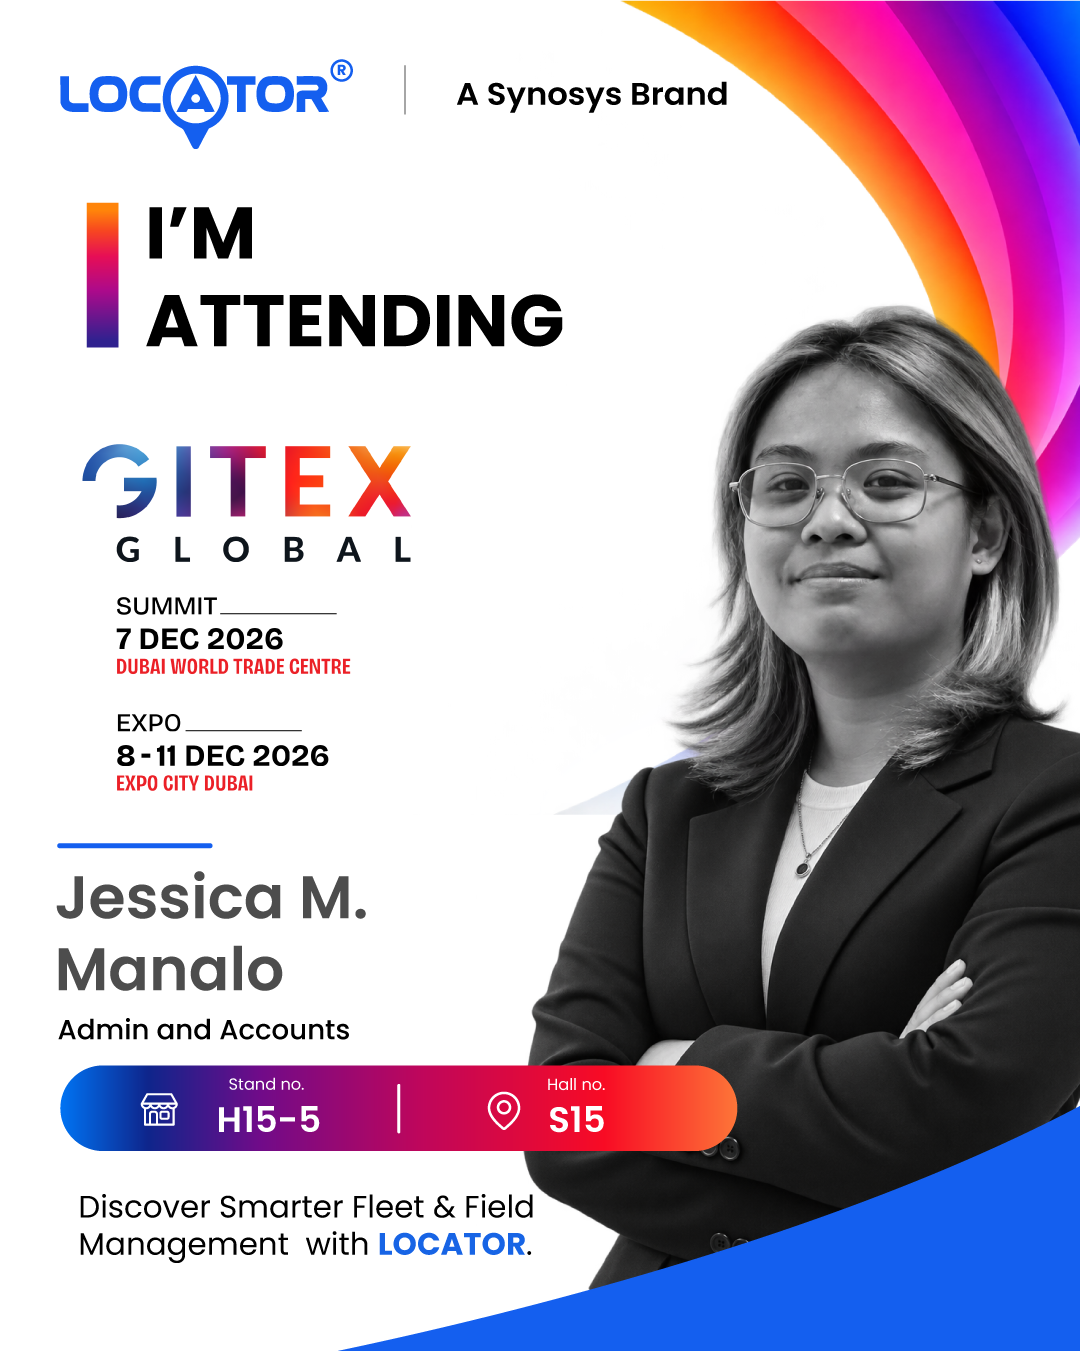 LOCATOR®
A Synosys Brand
I'M
ATTENDING
GITEX
GLOBAL
SUMMIT
7 DEC 2026
DUBAI WORLD TRADE CENTRE
EXPO
8 - 11 DEC 2026
EXPO CITY DUBAI
Jessica M.
Manalo
Admin and Accounts
Stand no.
H15-5
Hall no.
S15
Discover Smarter Fleet & Field
Management with LOCATOR.